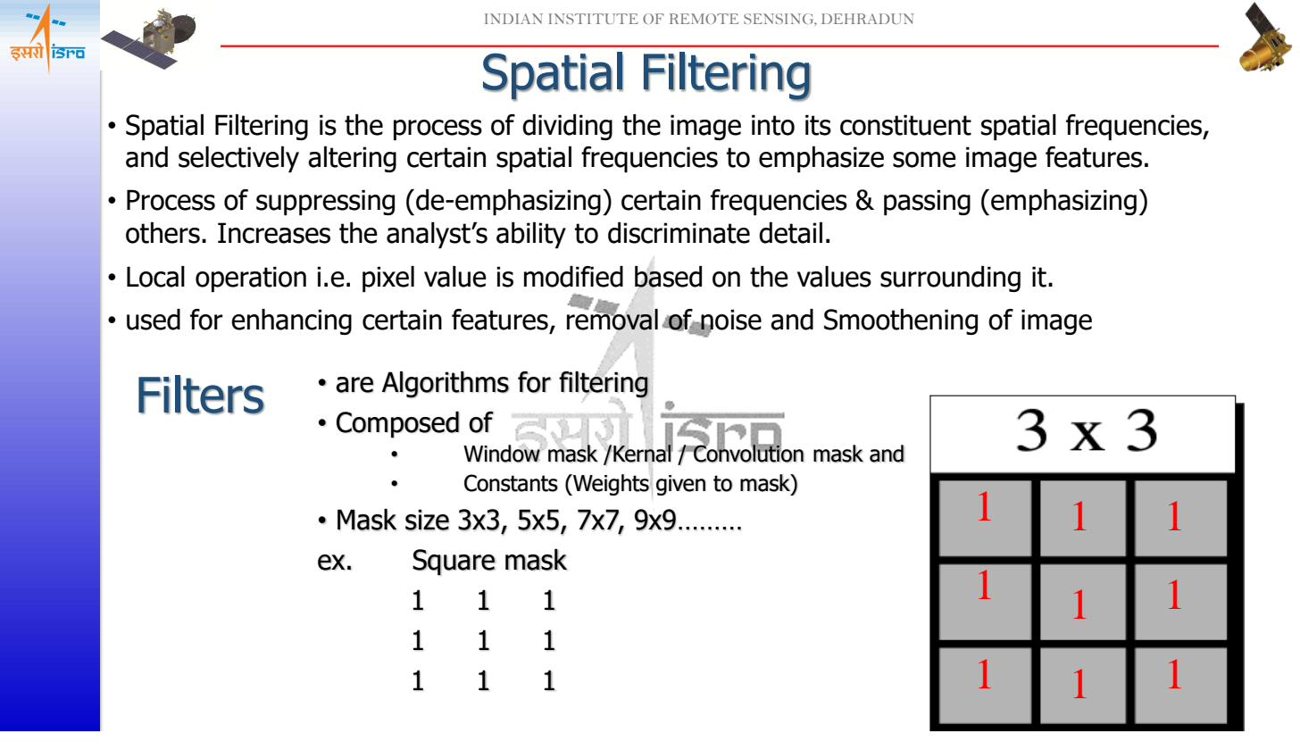 INDIAN INSTITUTE OF REMOTE SENSING, DEHRADUN
इसरो isro
Spatial Filtering
• Spatial Filtering is the process of dividing the image into its constituent spatial frequencies,
and selectively altering certain spatial frequencies to emphasize some image features.
• Process of suppressing (de-emphasizing) certain frequencies & passing (emphasizing)
others. Increases the analyst's ability to discriminate detail.
• Local operation i.e. pixel value is modified based on the values surrounding it.
• used for enhancing certain features, removal of noise and Smoothening of image
Filters
• are Algorithms for filtering
• Composed of
इसरो isro
• Window mask /Kernal / Convolution mask and
• Constants (Weights given to mask)
• Mask size 3x3, 5x5, 7x7, 9x9………
ex. Square mask
1 1 1
1 1 1
1 1 1
3 x 3
1 1 1
1 1 1
1 1 1